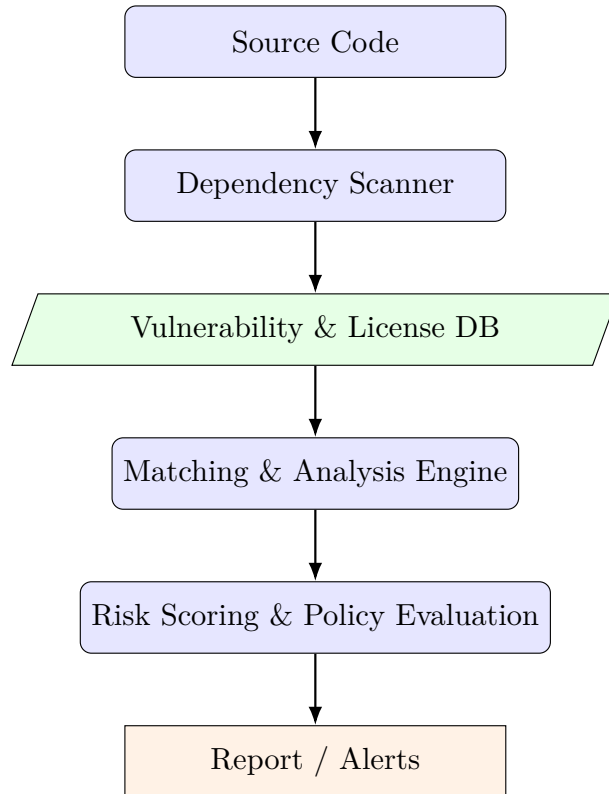 Source Code
Dependency Scanner
Vulnerability & License DB
Matching & Analysis Engine
Risk Scoring & Policy Evaluation
Report / Alerts